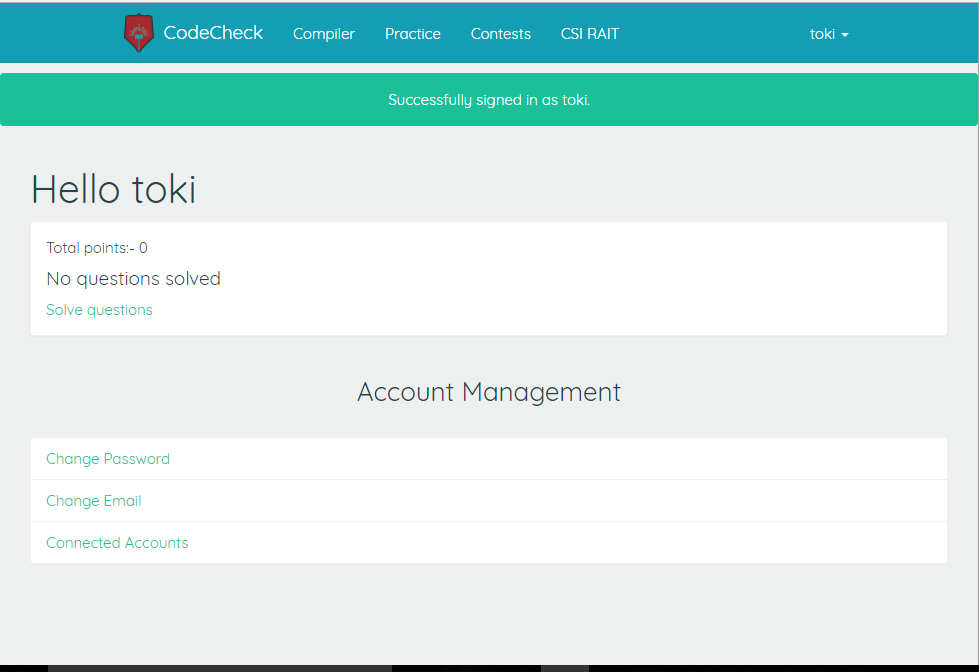 CodeCheck Compiler Practice Contests CSI RAIT toki
Successfully signed in as toki.
Hello toki
Total points:- 0
No questions solved
Solve questions
Account Management
Change Password
Change Email
Connected Accounts